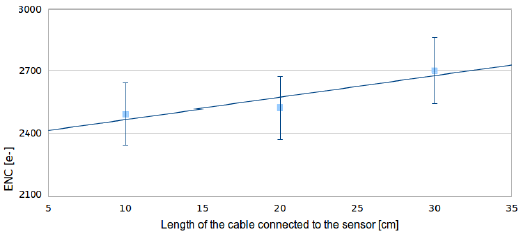 3000
2700
2400
2100
ENC [e-]
5 10 15 20 25 30 35
Length of the cable connected to the sensor [cm]